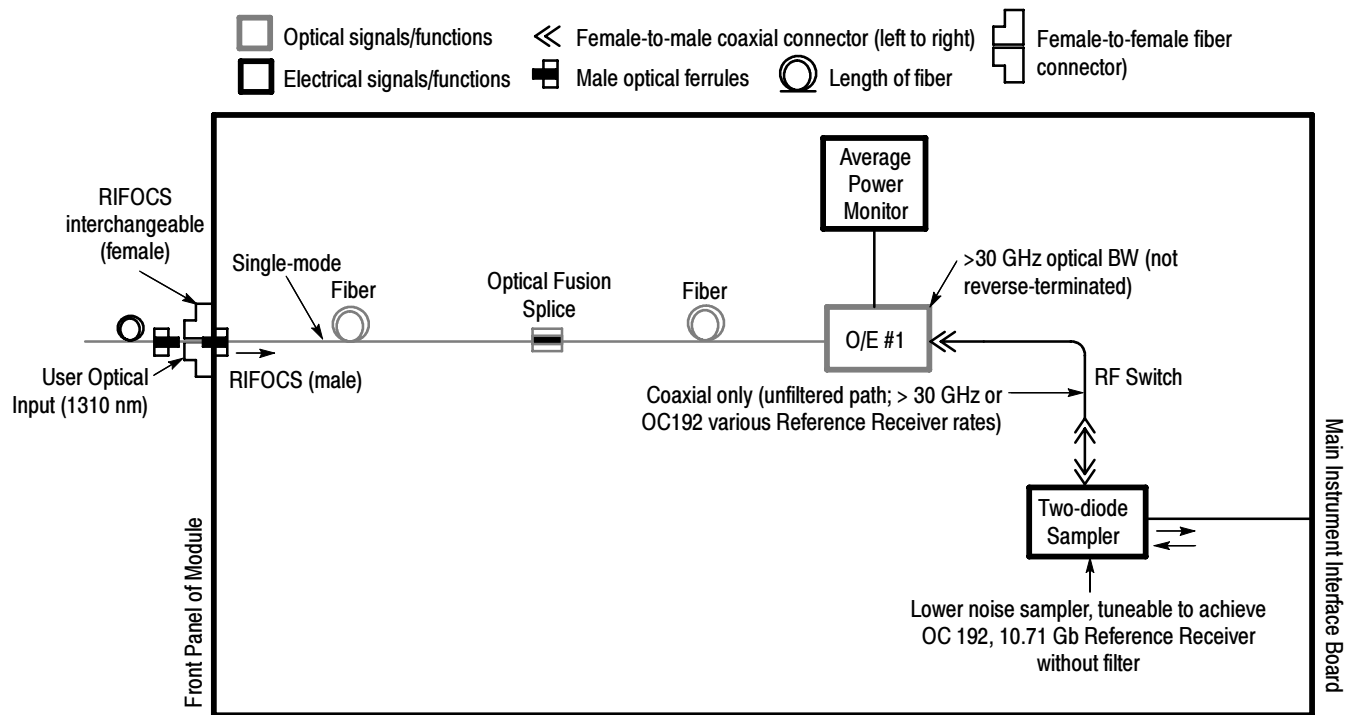 Optical signals/functions
Female-to-male coaxial connector (left to right)
Female-to-female fiber
connector)
Electrical signals/functions
Male optical ferrules
Length of fiber
RIFOCS
interchangeable
(female)
Single-mode
Fiber
Optical Fusion
Splice
Fiber
Average
Power
Monitor
>30 GHz optical BW (not
reverse-terminated)
O/E #1
User Optical
Input (1310 nm)
RIFOCS (male)
Coaxial only (unfiltered path; > 30 GHz or
OC192 various Reference Receiver rates)
RF Switch
Two-diode
Sampler
Lower noise sampler, tuneable to achieve
OC 192, 10.71 Gb Reference Receiver
without filter
Front Panel of Module
Main Instrument Interface Board